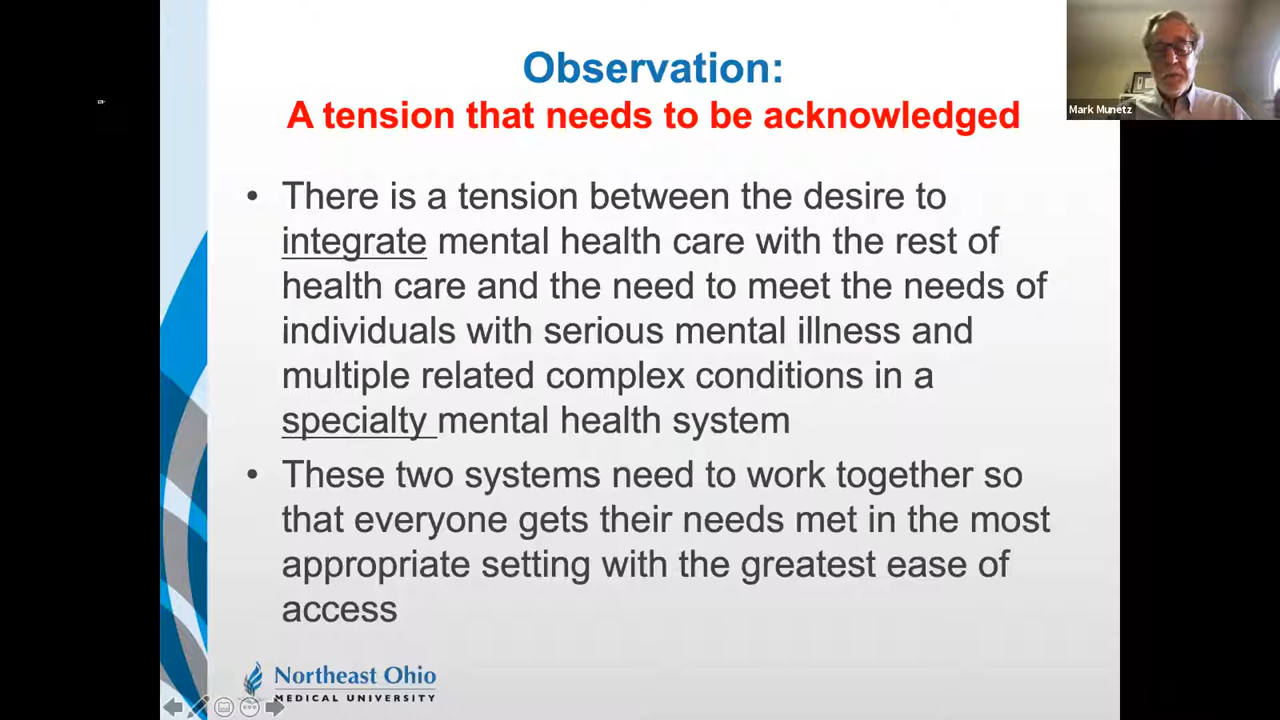 Observation:
A tension that needs to be acknowledged
Mark Munetz
• There is a tension between the desire to
integrate mental health care with the rest of
health care and the need to meet the needs of
individuals with serious mental illness and
multiple related complex conditions in a
specialty mental health system
• These two systems need to work together so
that everyone gets their needs met in the most
appropriate setting with the greatest ease of
access
Northeast Ohio
MEDICAL UNIVERSITY